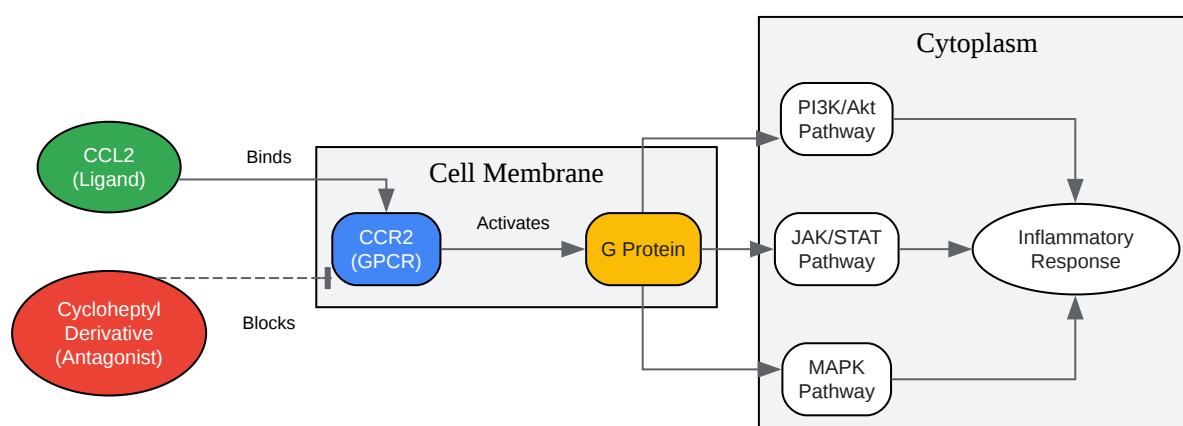 Cytoplasm
PI3K/Akt
Pathway
CCL2
(Ligand)
Binds
Cell Membrane
CCR2
(GPCR)
Activates
G Protein
JAK/STAT
Pathway
Inflammatory
Response
Cycloheptyl
Derivative
(Antagonist)
Blocks
MAPK
Pathway